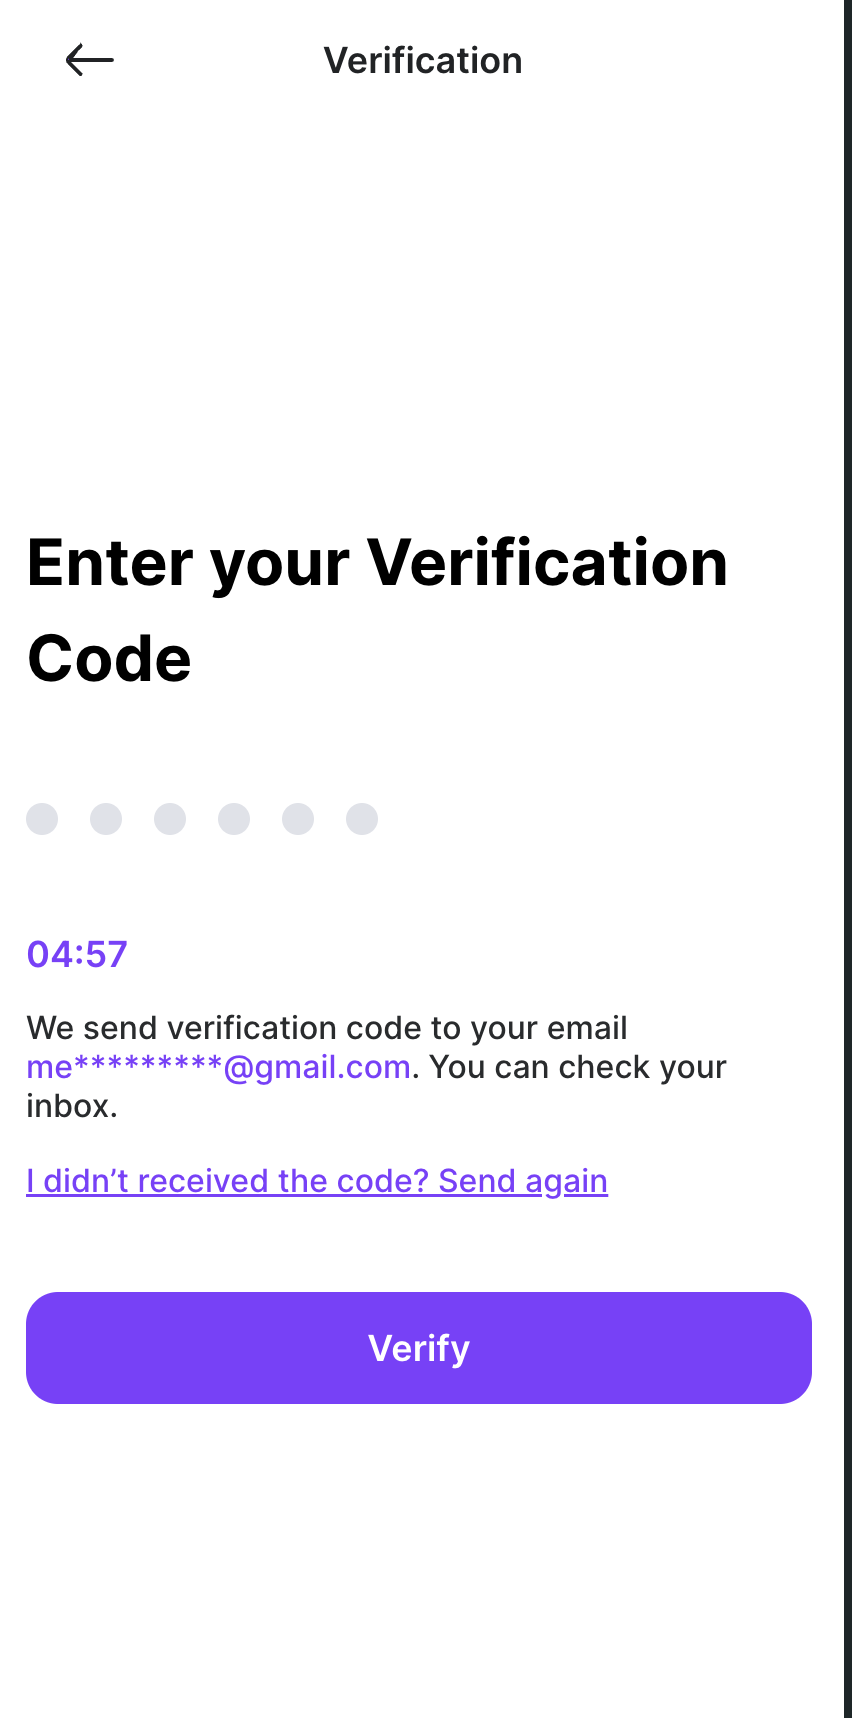 Verification
Enter your Verification
Code
04:57
We send verification code to your email
me*********@gmail.com. You can check your
inbox.
I didn’t received the code? Send again
Verify